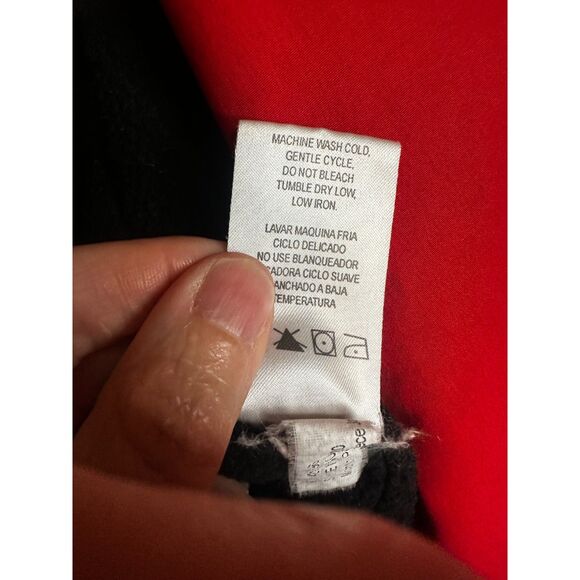 MACHINE WASH COLD,
GENTLE CYCLE,
DO NOT BLEACH
TUMBLE DRY LOW,
LOW IRON.
LAVAR MAQUINA FRIA
CICLO DELICADO
NO USE BLANQUEADOR
ADORA CICLO SUAVE
ANCHADO A BAJA
TEMPERATURA